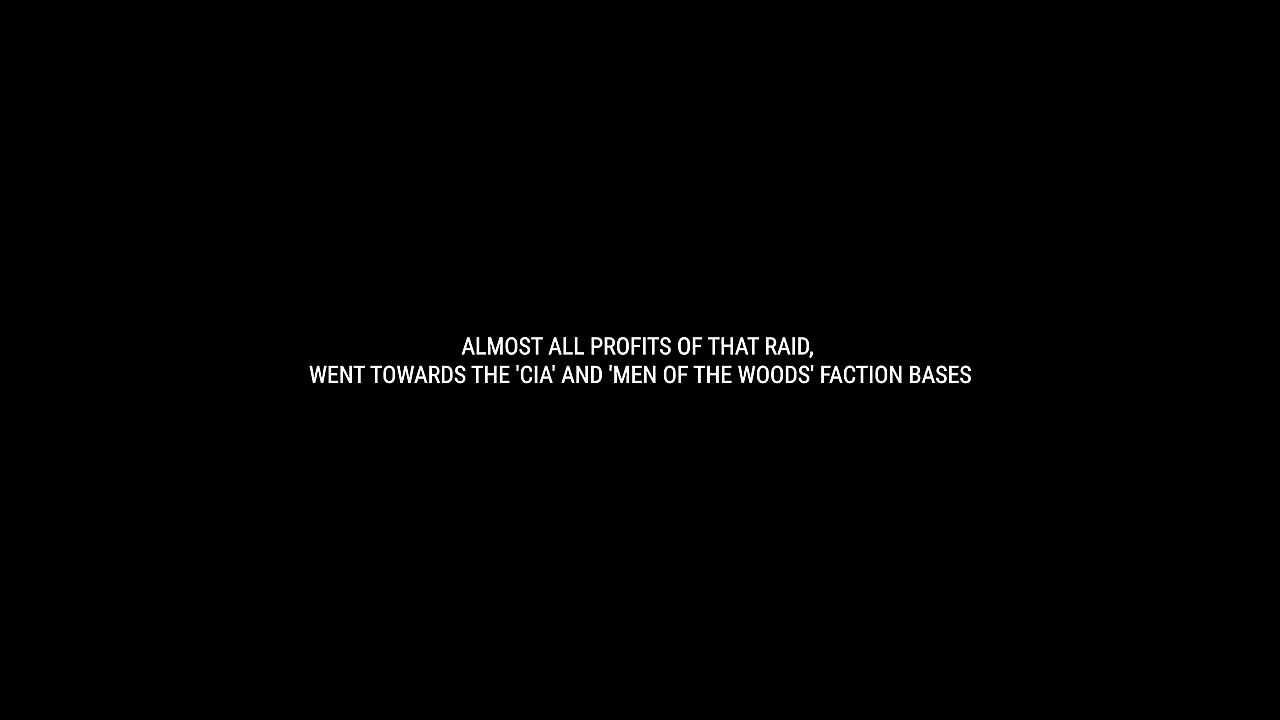 ALMOST ALL PROFITS OF THAT RAID,
WENT TOWARDS THE 'CIA' AND 'MEN OF THE WOODS' FACTION BASES